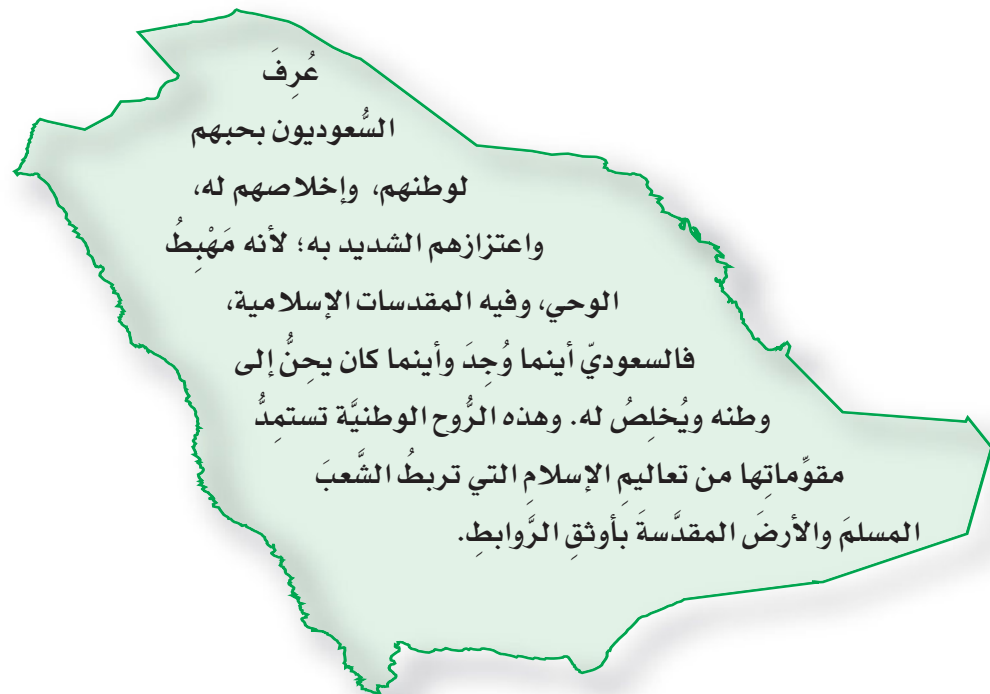 عُرِفَ
السُّعوديون بحبهم
لوطنهم، وإخلاصهم له،
واعتزازهم الشديد به؛ لأنه مَهْبِطُ
الوحي، وفيه المقدسات الإسلامية،
فالسعوديّ أينما وُجِدَ وأينما كان يحِنُّ إلى
وطنه ويُخلِصُ له. وهذه الرُّوح الوطنيَّة تستمِدُّ
مقوِّماتِها من تعاليمِ الإسلامِ التي تربطُ الشَّعبَ
المسلمَ والأرضَ المقدَّسةَ بأوثقِ الرَّوابطِ.